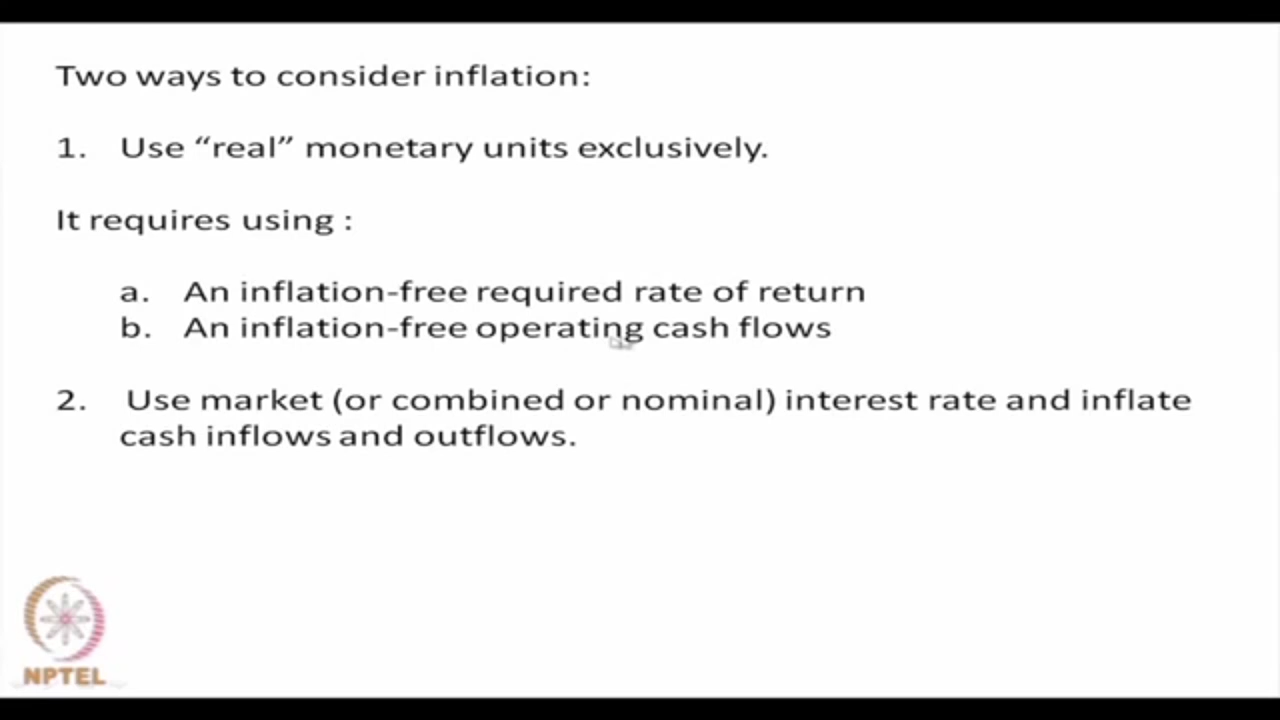 Two ways to consider inflation:
1. Use “real” monetary units exclusively.
It requires using :
a. An inflation-free required rate of return
b. An inflation-free operating cash flows
2. Use market (or combined or nominal) interest rate and inflate
cash inflows and outflows.
NPTEL